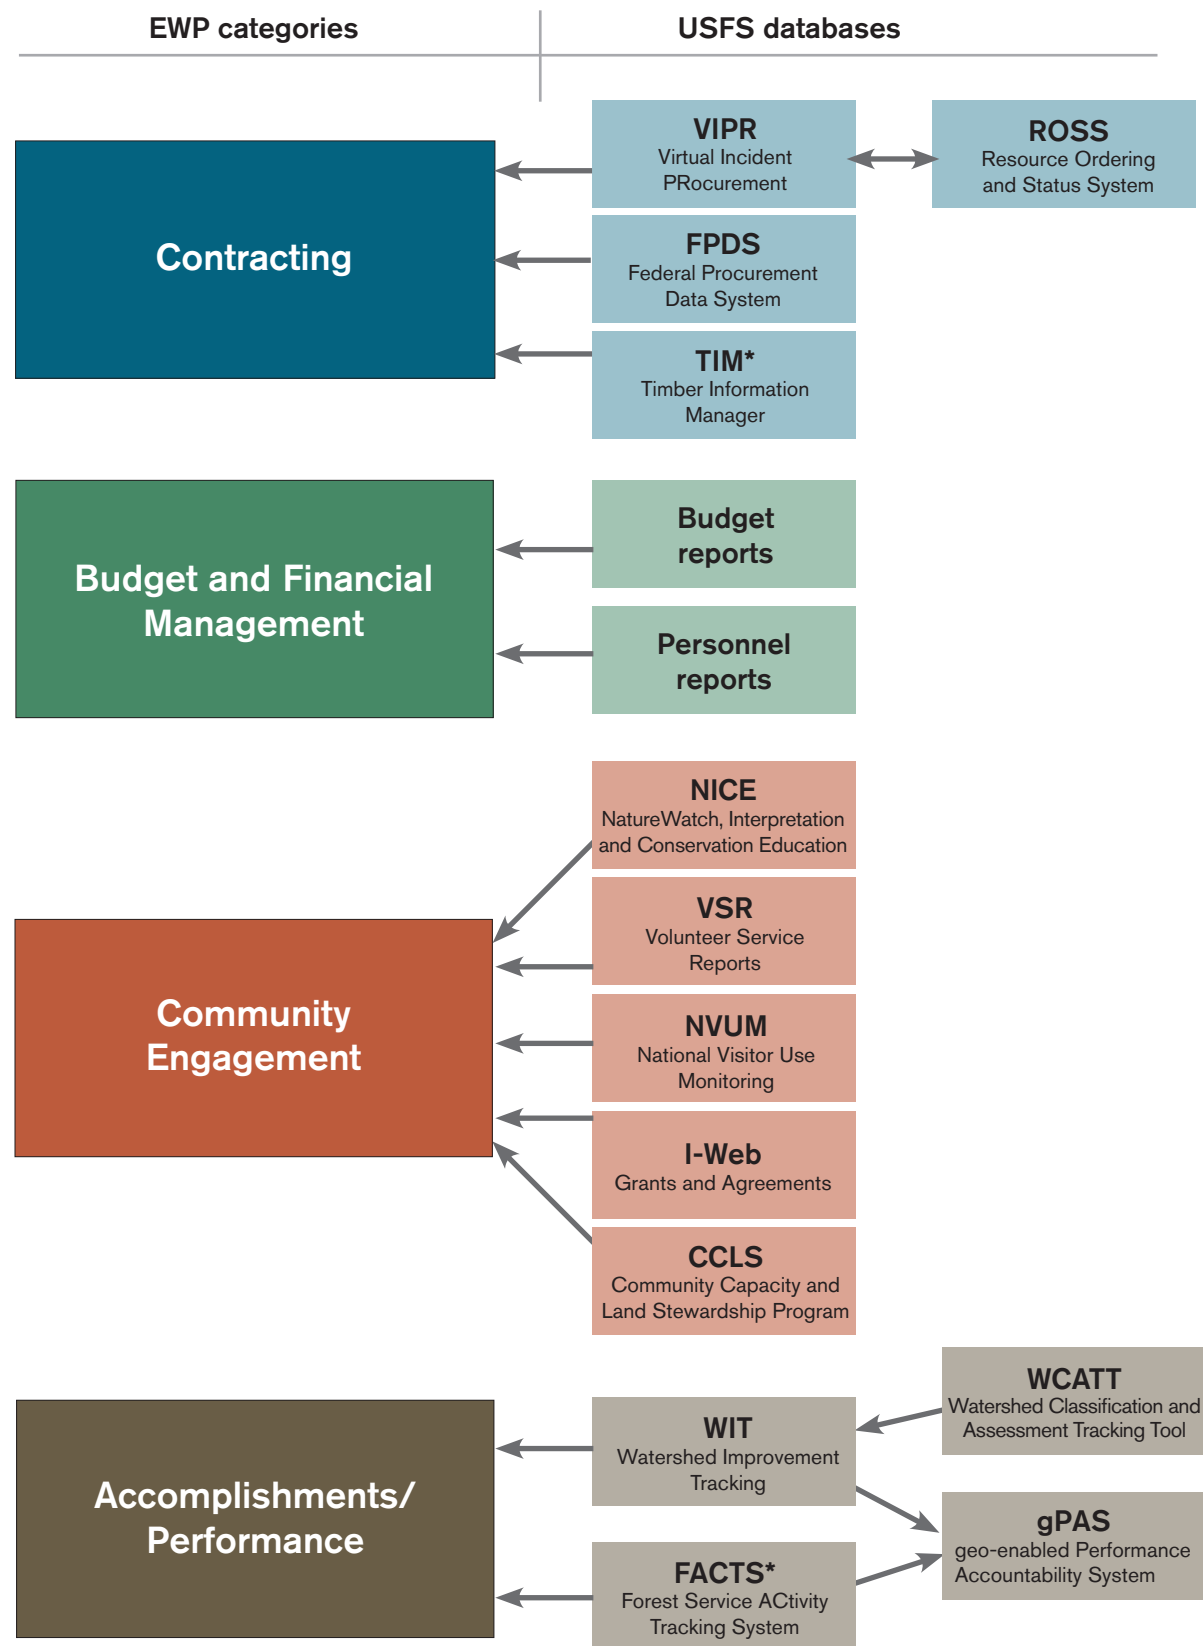 EWP categories
USFS databases
Contracting
VIPR
Virtual Incident
PRocurement
ROSS
Resource Ordering
and Status System
FPDS
Federal Procurement
Data System
TIM*
Timber Information
Manager
Budget and Financial
Management
Budget
reports
Personnel
reports
Community
Engagement
NICE
NatureWatch, Interpretation
and Conservation Education
VSR
Volunteer Service
Reports
NVUM
National Visitor Use
Monitoring
I-Web
Grants and Agreements
CCLS
Community Capacity and
Land Stewardship Program
Accomplishments/
Performance
WIT
Watershed Improvement
Tracking
WCATT
Watershed Classification and
Assessment Tracking Tool
gPAS
geo-enabled Performance
Accountability System
FACTS*
Forest Service ACtivity
Tracking System